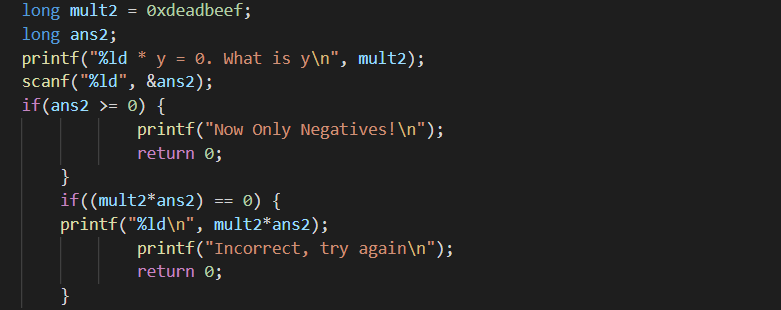 long mult2 = 0xdeadbeef;
long ans2;
printf("%ld * y = 0. What is y\n", mult2);
scanf("%ld", &ans2);
if(ans2 >= 0) {
printf("Now Only Negatives!\n");
return 0;
}
if((mult2*ans2) == 0) {
printf("%ld\n", mult2*ans2);
printf("Incorrect, try again\n");
return 0;
}